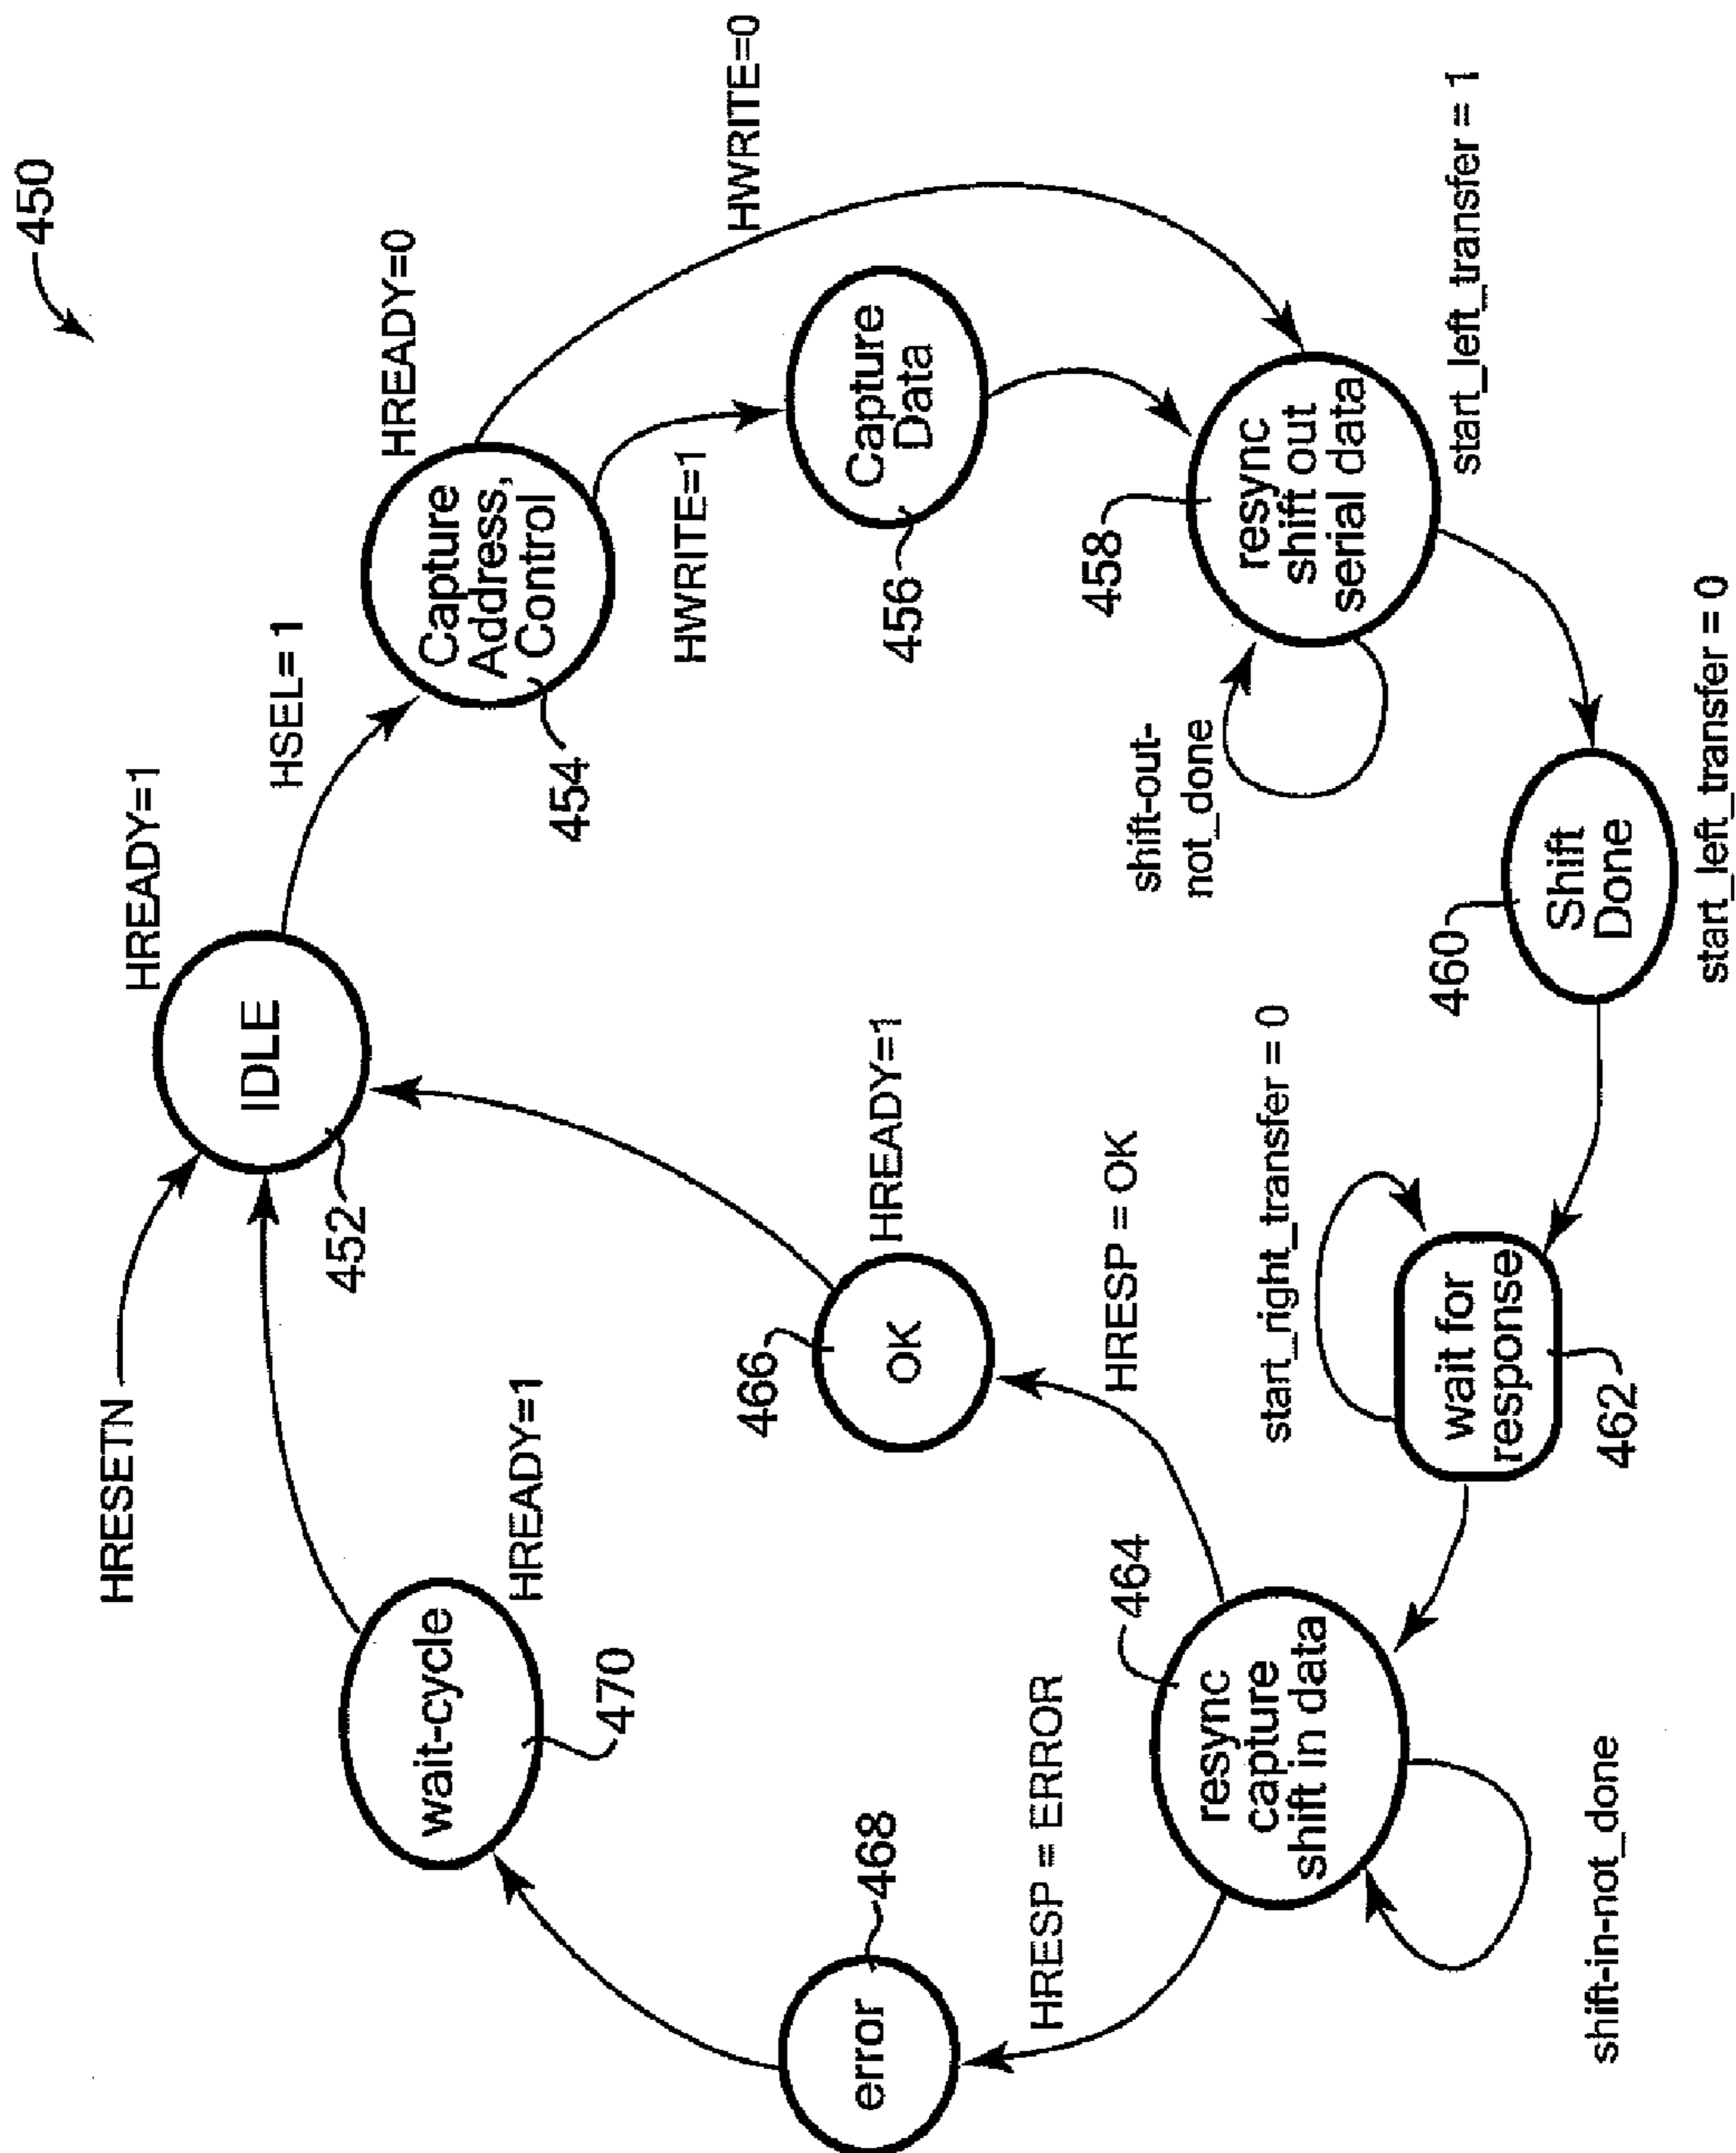 450
HRESETN
HREADY=1
IDLE
452
HSEL=1
HREADY=0
Capture
Address,
Control
454
HWRITE=0
HWRITE=1
Capture
Data
456
458
resync
shift out
serial data
start_left_transfer = 1
shift-out-
not_done
460
Shift
Done
start_left_transfer = 0
start_right_transfer = 0
wait for
response
462
464
resync
capture
shift in data
shift-in-not_done
HRESP = OK
466
OK
HREADY=1
HRESP = ERROR
468
error
wait-cycle
470
HREADY=1